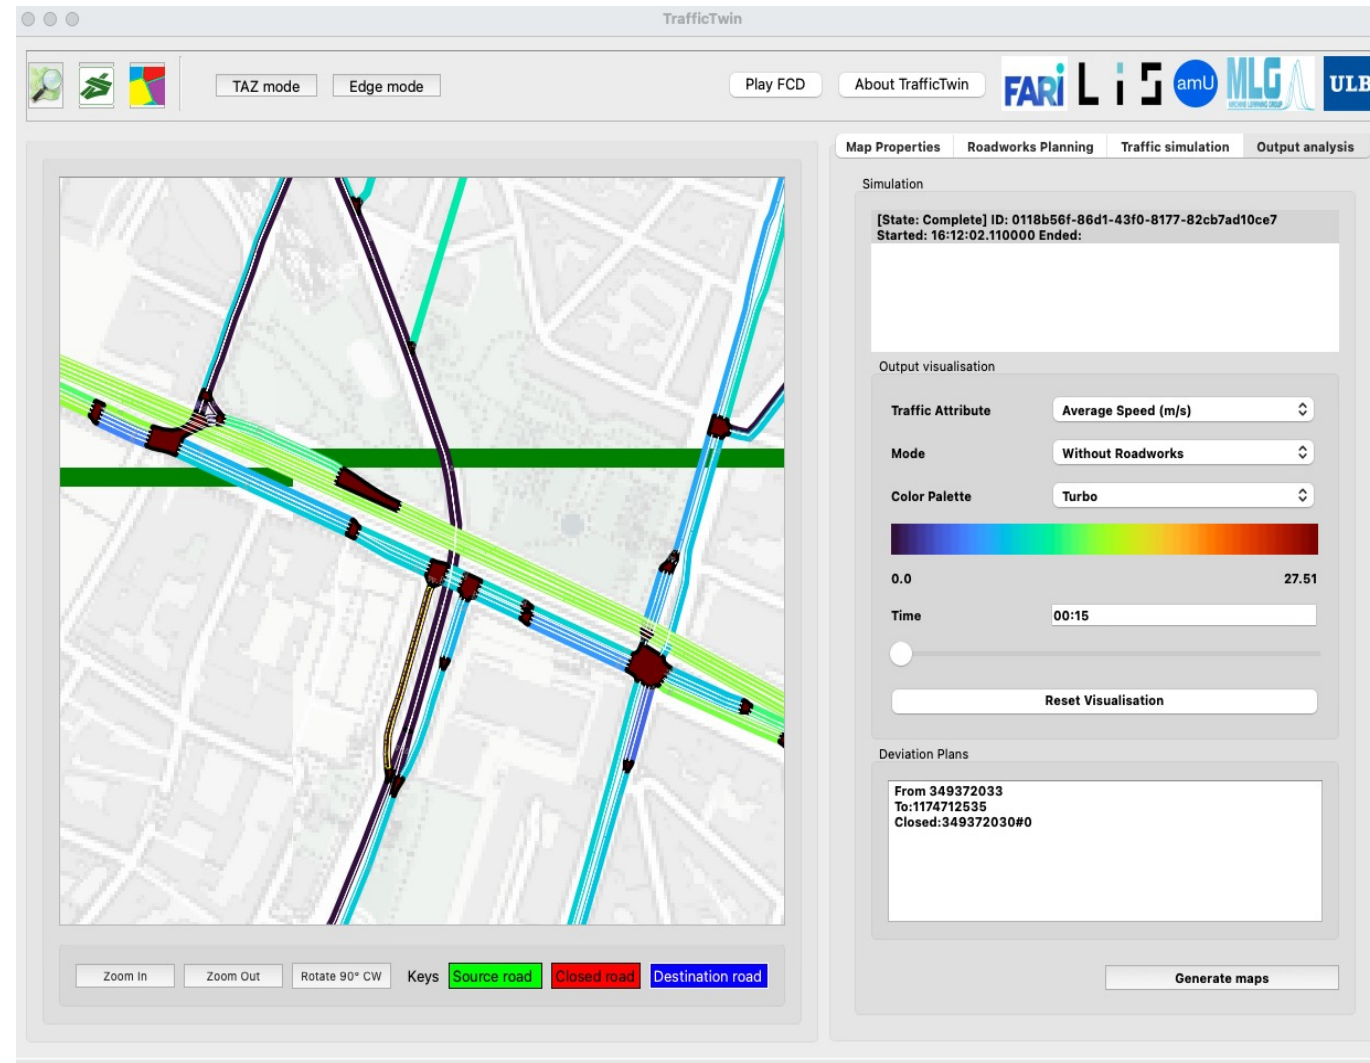 TrafficTwin
TAZ mode
Edge mode
Play FCD
About TrafficTwin
FARi
LiS
amU
MLG
MACHINE LEARNING GROUP
ULB
Map Properties
Roadworks Planning
Traffic simulation
Output analysis
Simulation
[State: Complete] ID: 0118b56f-86d1-43f0-8177-82cb7ad10ce7
Started: 16:12:02.110000 Ended:
Output visualisation
Traffic Attribute
Average Speed (m/s)
Mode
Without Roadworks
Color Palette
Turbo
0.0
27.51
Time
00:15
Reset Visualisation
Deviation Plans
From 349372033
To:1174712535
Closed:349372030#0
Generate maps
Zoom In
Zoom Out
Rotate 90° CW
Keys
Source road
Closed road
Destination road